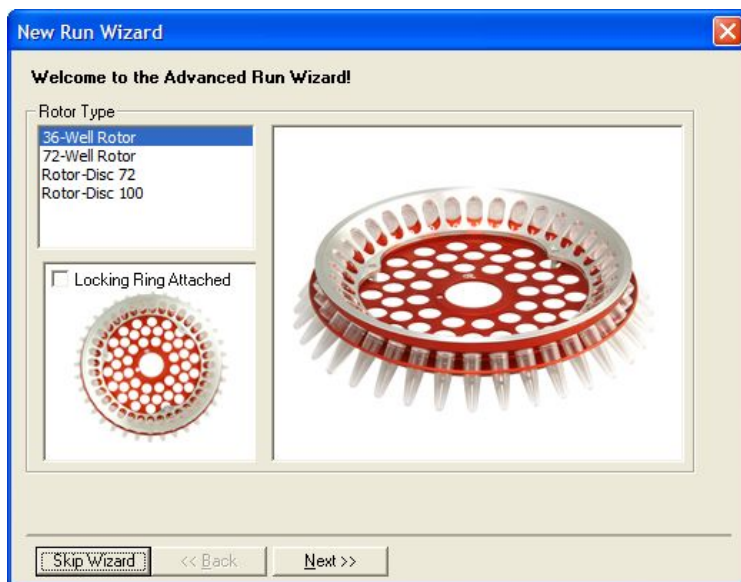 New Run Wizard
Welcome to the Advanced Run Wizard!
Rotor Type
36-Well Rotor
72-Well Rotor
Rotor-Disc 72
Rotor-Disc 100
Locking Ring Attached
Skip Wizard
<< Back
Next >>